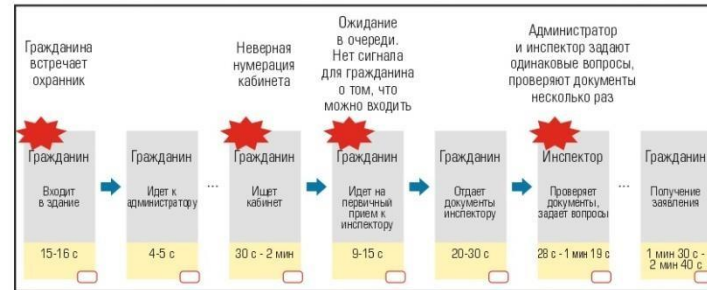 Гражданина
встречает
охранник
Неверная
нумерация
кабинета
Ожидание
в очереди.
Нет сигнала
для гражданина
о том, что
можно входить
Администратор
и инспектор задают
одинаковые вопросы,
проверяют документы
несколько раз
Гражданин
Входит
в здание
15-16 с
Гражданин
Идет к
администратору
4-5 с
...
Гражданин
Ищет
кабинет
30 с - 2 мин
Гражданин
Идет на
первичный
прием к
инспектору
9-15 с
Гражданин
Отдает
документы
инспектору
20-30 с
Инспектор
Проверяет
документы,
задает вопросы
28 с - 1 мин 19 с
...
Гражданин
Получение
заявления
1 мин 30 с -
2 мин 40 с